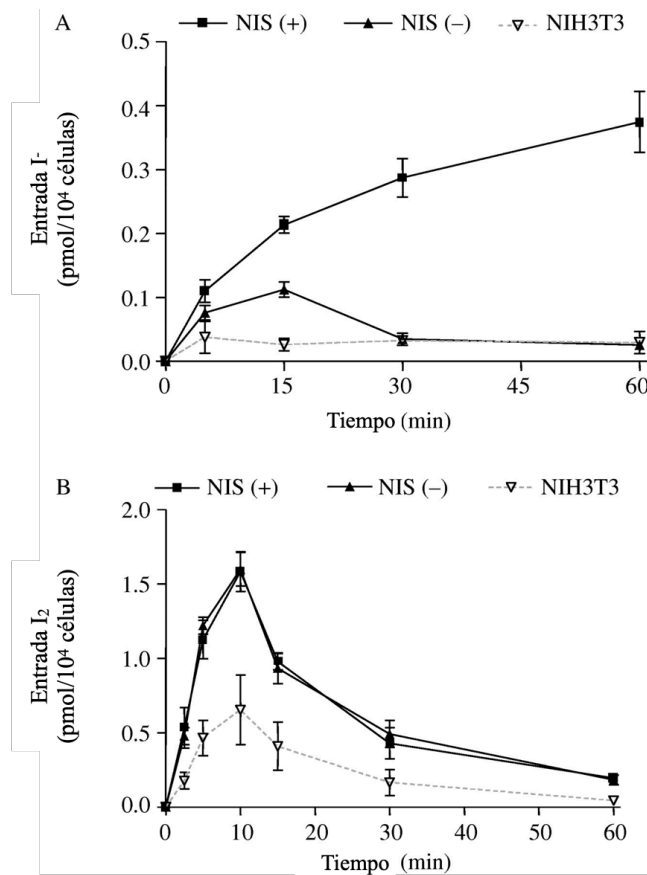 A
NIS (+) NIS (–) NIH3T3
Entrada I-
(pmol/10⁴ células)
0.5
0.4
0.3
0.2
0.1
0.0
0 15 30 45 60
Tiempo (min)
B
NIS (+) NIS (–) NIH3T3
Entrada I₂
(pmol/10⁴ células)
2.0
1.5
1.0
0.5
0.0
0 10 20 30 40 50 60
Tiempo (min)